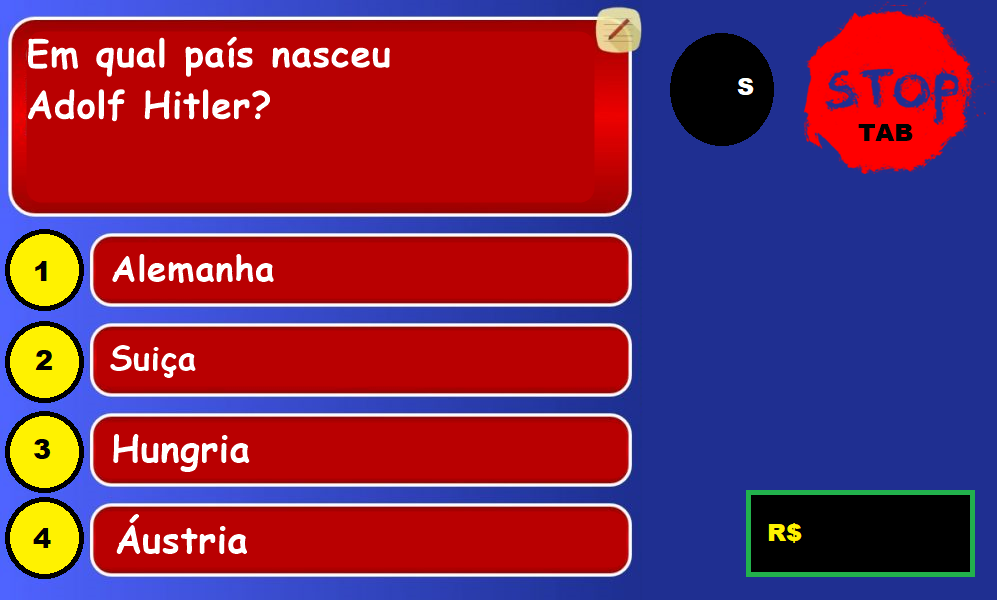 Em qual país nasceu
Adolf Hitler?
S
STOP
TAB
1
Alemanha
2
Suiça
3
Hungria
4
Áustria
R$